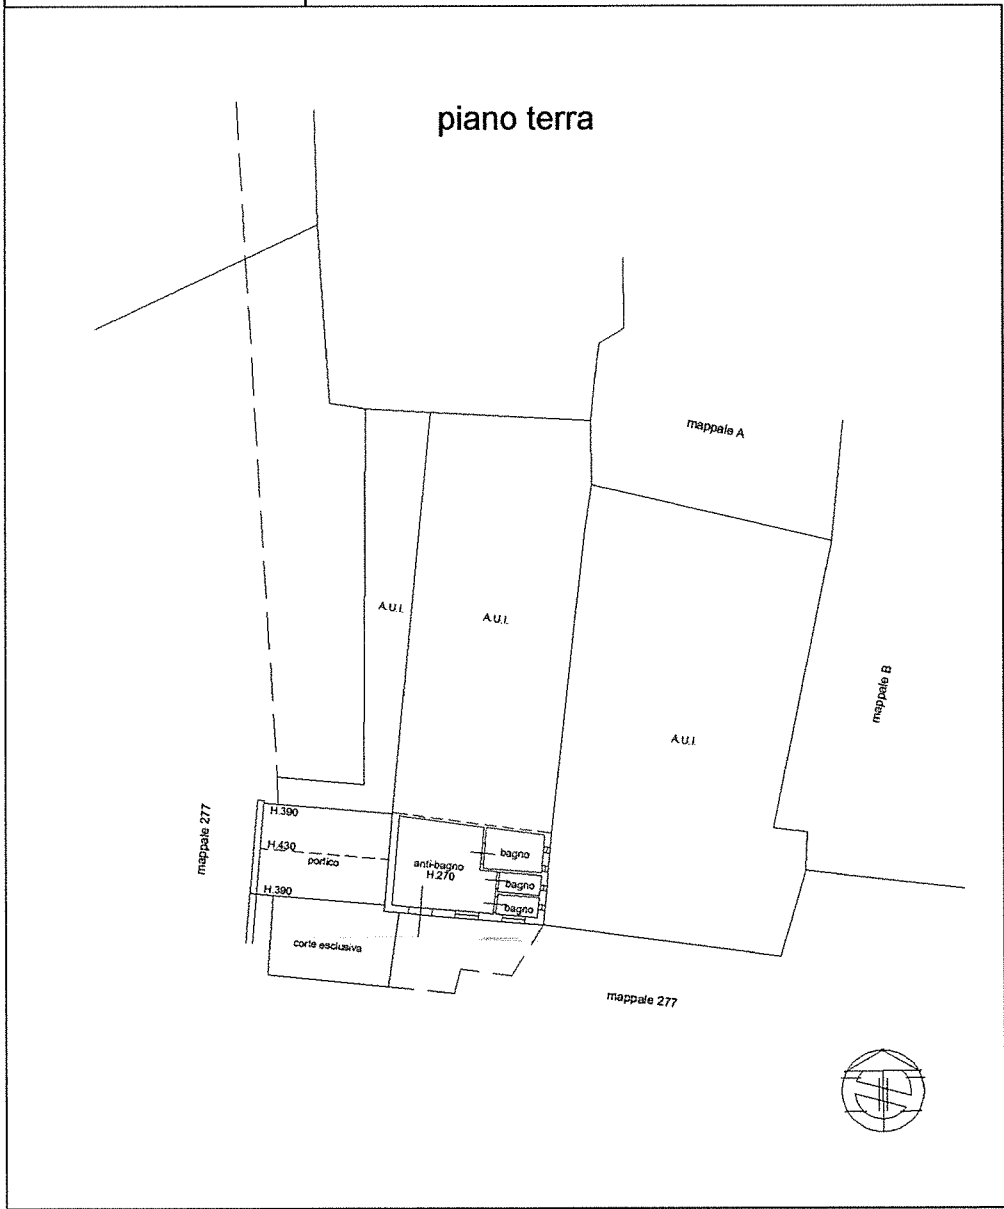 piano terra
mappale A
A.U.I.
A.U.I.
mappale B
A.U.I.
mappale 277
H.390
H.430
portico
H.390
anti-bagno
H.270
bagno
bagno
bagno
corte esclusiva
mappale 277